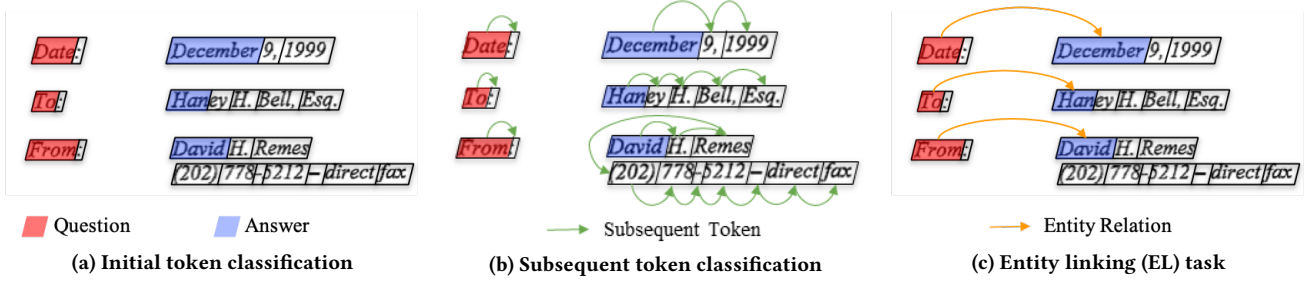 Date: December 9, 1999
To: Haney H. Bell, Esq.
From: David H. Remes
(202) 778-5212 – direct fax
Question Answer
(a) Initial token classification
Date: December 9, 1999
To: Haney H. Bell, Esq.
From: David H. Remes
(202) 778-5212 – direct fax
Subsequent Token
(b) Subsequent token classification
Date: December 9, 1999
To: Haney H. Bell, Esq.
From: David H. Remes
(202) 778-5212 – direct fax
Entity Relation
(c) Entity linking (EL) task